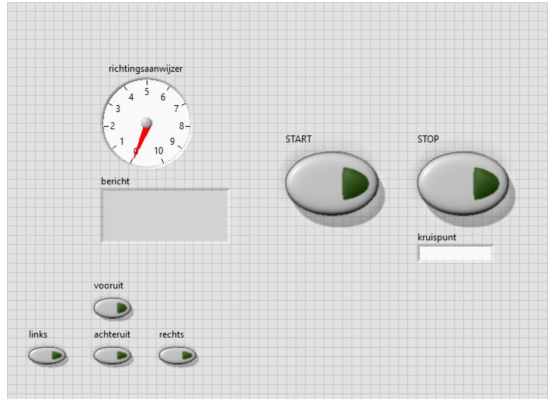 richtingsaanwijzer
0
1
2
3
4
5
6
7
8
9
10
bericht
START
STOP
kruispunt
vooruit
links
achteruit
rechts